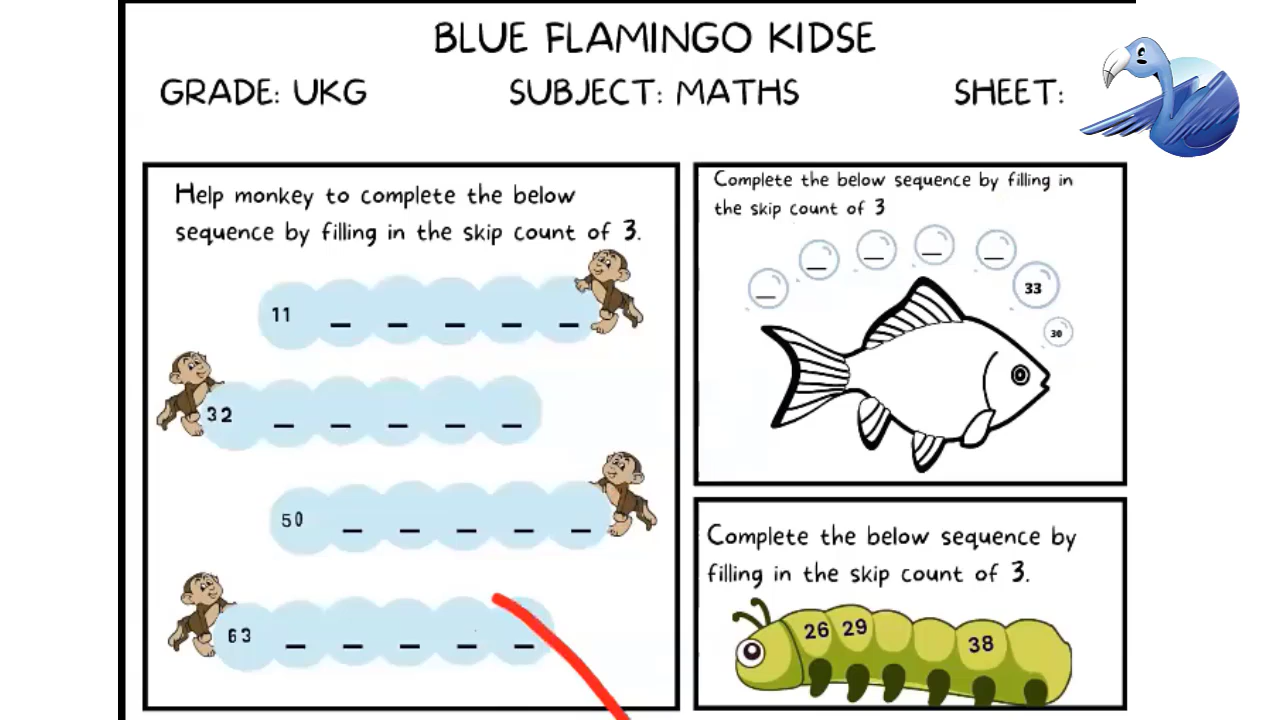 BLUE FLAMINGO KIDSE
GRADE: UKG SUBJECT: MATHS SHEET:
Help monkey to complete the below
sequence by filling in the skip count of 3.
11 _ _ _ _ _
32 _ _ _ _ _
50 _ _ _ _ _
63 _ _ _ _ _
Complete the below sequence by filling in
the skip count of 3
_ _ _ _ _ 33 30
Complete the below sequence by
filling in the skip count of 3.
26 29 38